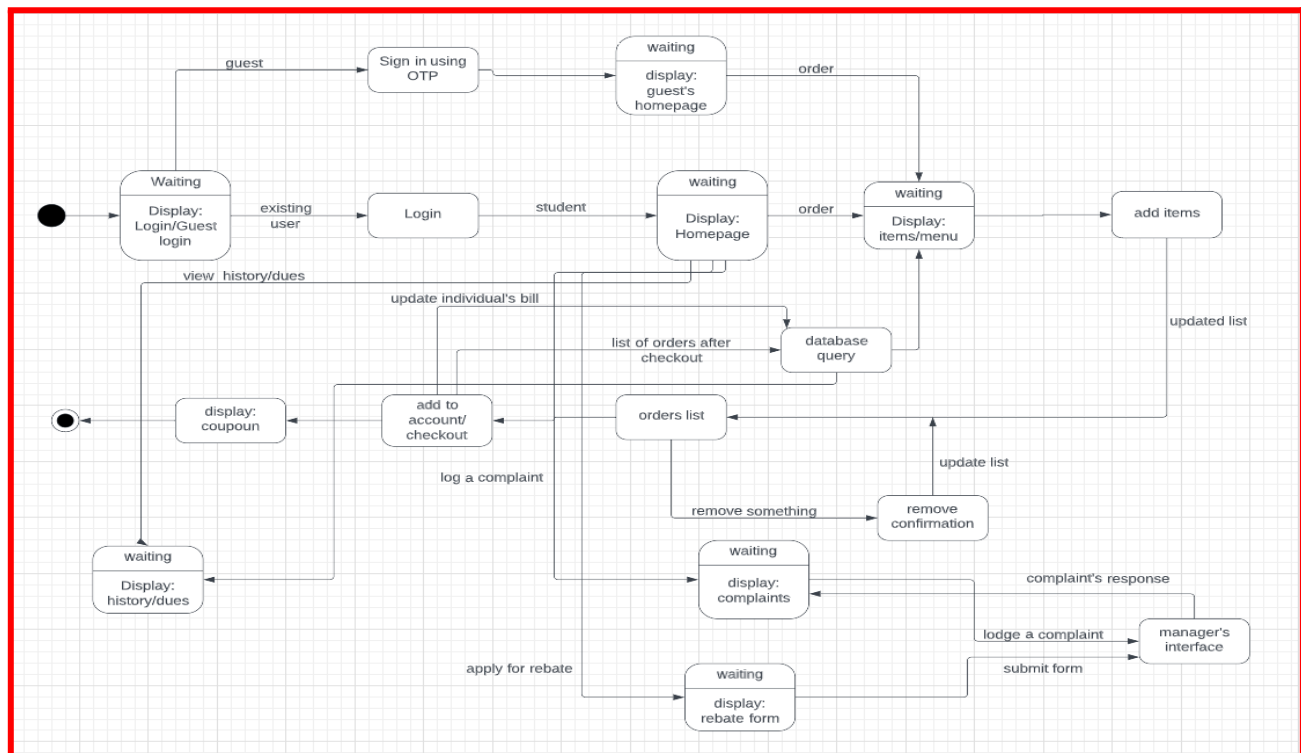 guest
Sign in using
OTP
waiting
display:
guest's
homepage
order
Waiting
Display:
Login/Guest
login
existing
user
Login
student
waiting
Display:
Homepage
order
waiting
Display:
items/menu
add items
view history/dues
update individual's bill
updated list
list of orders after
checkout
database
query
display:
coupoun
add to
account/
checkout
orders list
log a complaint
update list
remove something
remove
confirmation
waiting
Display:
history/dues
waiting
display:
complaints
complaint's response
lodge a complaint
manager's
interface
apply for rebate
waiting
display:
rebate form
submit form